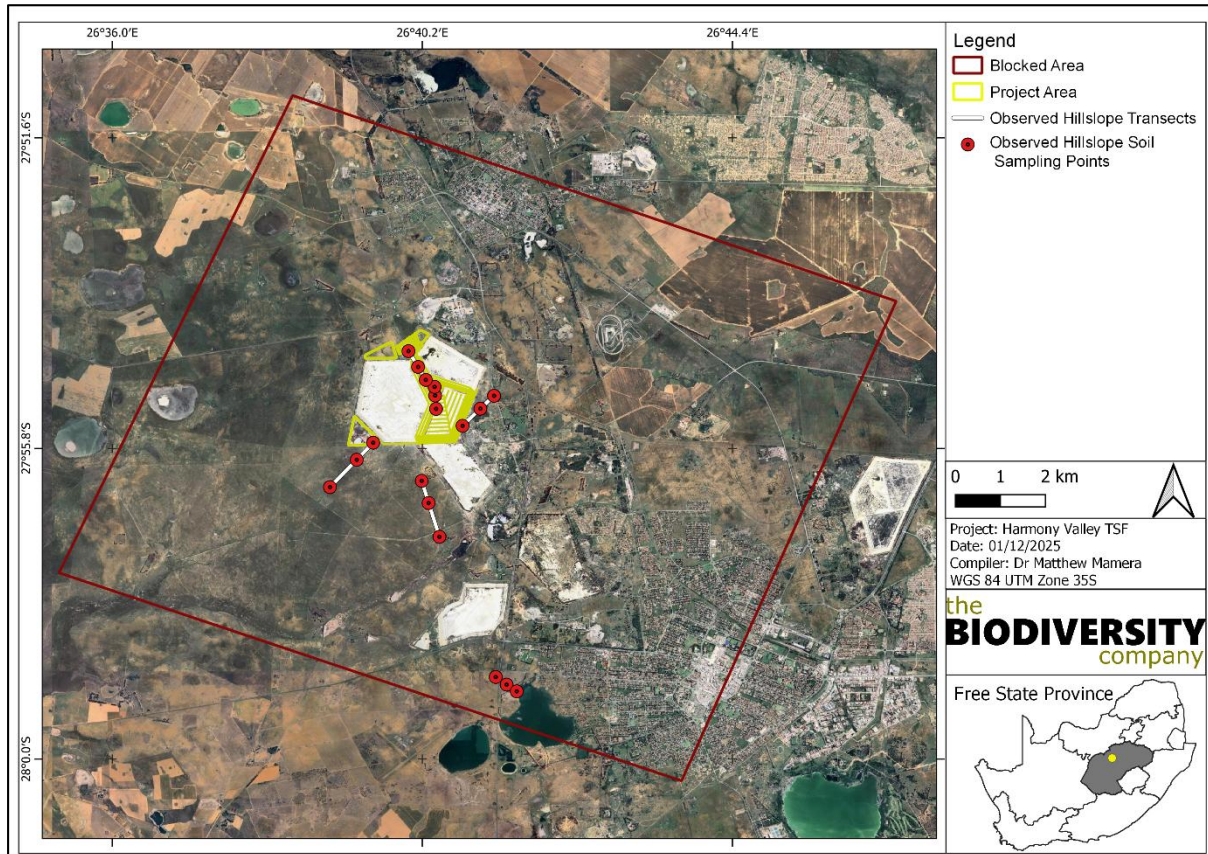 26°36.0'E
26°40.2'E
26°44.4'E
27°51.6'S
27°55.8'S
28°0.0'S
Legend
Blocked Area
Project Area
Observed Hillslope Transects
Observed Hillslope Soil
Sampling Points
0 1 2 km
Project: Harmony Valley TSF
Date: 01/12/2025
Compiler: Dr Matthew Mamera
WGS 84 UTM Zone 35S
the
BIODIVERSITY
company
Free State Province